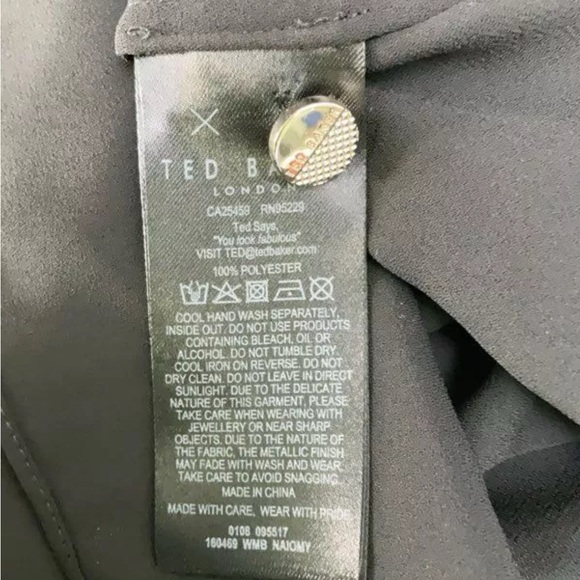 TED BA
LONDO
TED BAKER
CA25459 RN95229
Ted Says,
"You look fabulous"
VISIT TED@tedbaker.com
100% POLYESTER
COOL HAND WASH SEPARATELY,
INSIDE OUT. DO NOT USE PRODUCTS
CONTAINING BLEACH, OIL OR
ALCOHOL. DO NOT TUMBLE DRY.
COOL IRON ON REVERSE. DO NOT
DRY CLEAN. DO NOT LEAVE IN DIRECT
SUNLIGHT. DUE TO THE DELICATE
NATURE OF THIS GARMENT, PLEASE
TAKE CARE WHEN WEARING WITH
JEWELLERY OR NEAR SHARP
OBJECTS. DUE TO THE NATURE OF
THE FABRIC, THE METALLIC FINISH
MAY FADE WITH WASH AND WEAR.
TAKE CARE TO AVOID SNAGGING.
MADE IN CHINA
MADE WITH CARE, WEAR WITH PRIDE
0108 095517
160469 WMB NAIOMY